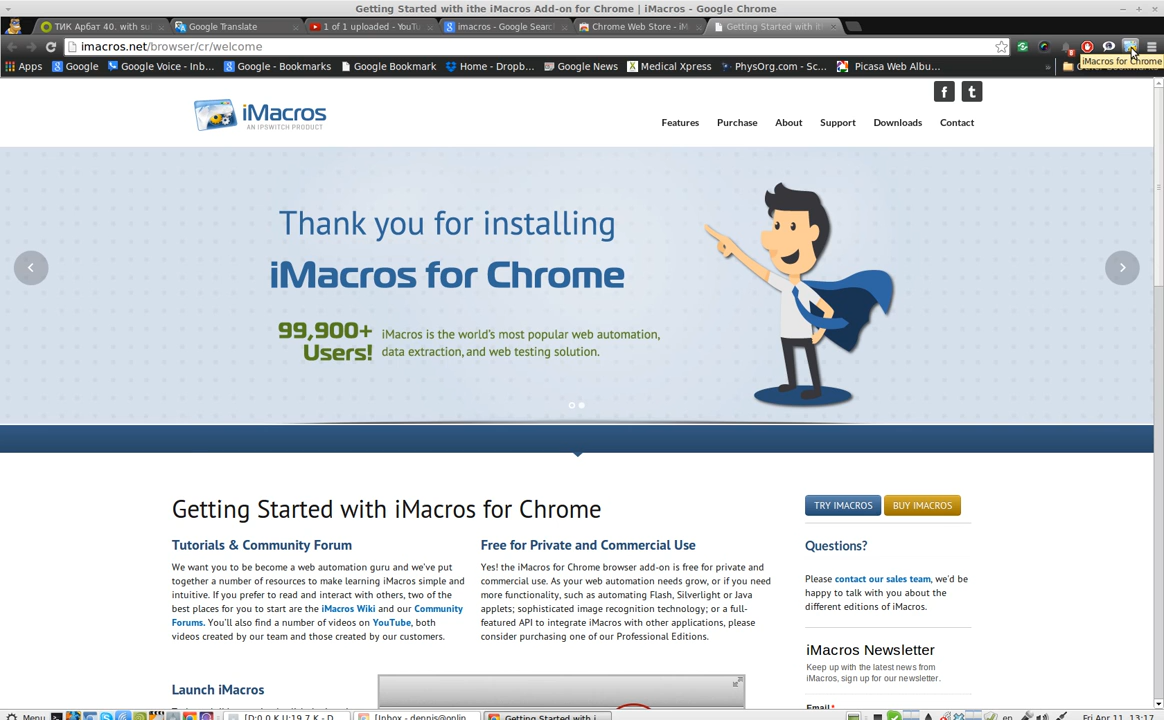 Getting Started with ithe iMacros Add-on for Chrome | iMacros - Google Chrome
ТИК Арбат 40. with su
Google Translate
1 of 1 uploaded - YouTu
imacros - Google Searc
Chrome Web Store - iM
Getting Started with it
imacros.net/browser/cr/welcome
iMacros for Chrome
Apps
Google
Google Voice - Inb...
Google - Bookmarks
Google Bookmark
Home - Dropb...
Google News
Medical Xpress
PhysOrg.com - Sc...
Picasa Web Albu...
»
iMacros
AN IPSWITCH PRODUCT
Features
Purchase
About
Support
Downloads
Contact
Thank you for installing
iMacros for Chrome
99,900+
Users!
iMacros is the world's most popular web automation,
data extraction, and web testing solution.
Getting Started with iMacros for Chrome
Tutorials & Community Forum
We want you to be become a web automation guru and we've put
together a number of resources to make learning iMacros simple and
intuitive. If you prefer to read and interact with others, two of the
best places for you to start are the iMacros Wiki and our Community
Forums. You'll also find a number of videos on YouTube, both
videos created by our team and those created by our customers.
Free for Private and Commercial Use
Yes! the iMacros for Chrome browser add-on is free for private and
commercial use. As your web automation needs grow, or if you need
more functionality, such as automating Flash, Silverlight or Java
applets; sophisticated image recognition technology; or a full-
featured API to integrate iMacros with other applications, please
consider purchasing one of our Professional Editions.
TRY IMACROS
BUY IMACROS
Questions?
Please contact our sales team, we'd be
happy to talk with you about the
different editions of iMacros.
iMacros Newsletter
Keep up with the latest news from
iMacros, sign up for our newsletter.
Email *
Launch iMacros
Menu
[D:0.0 K U:19.7 K - D
[Inbox - dennis@onlin
Getting Started with i
en
Fri Apr 11, 13:17